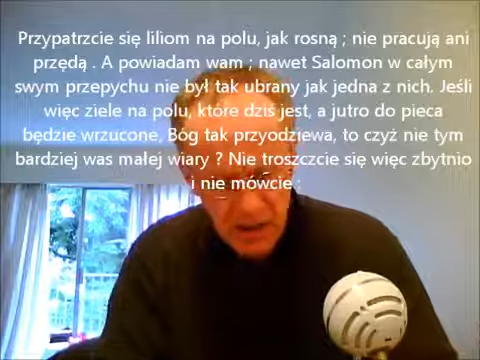 Przypatrzcie się liliom na polu, jak rosną ; nie pracują ani
przędą . A powiadam wam ; nawet Salomon w całym
swym przepychu nie był tak ubrany jak jedna z nich. Jeśli
więc ziele na polu, które dziś jest, a jutro do pieca
będzie wrzucone, Bóg tak przyodziewa, to czyż nie tym
bardziej was małej wiary ? Nie troszczcie się więc zbytnio
i nie mówcie :